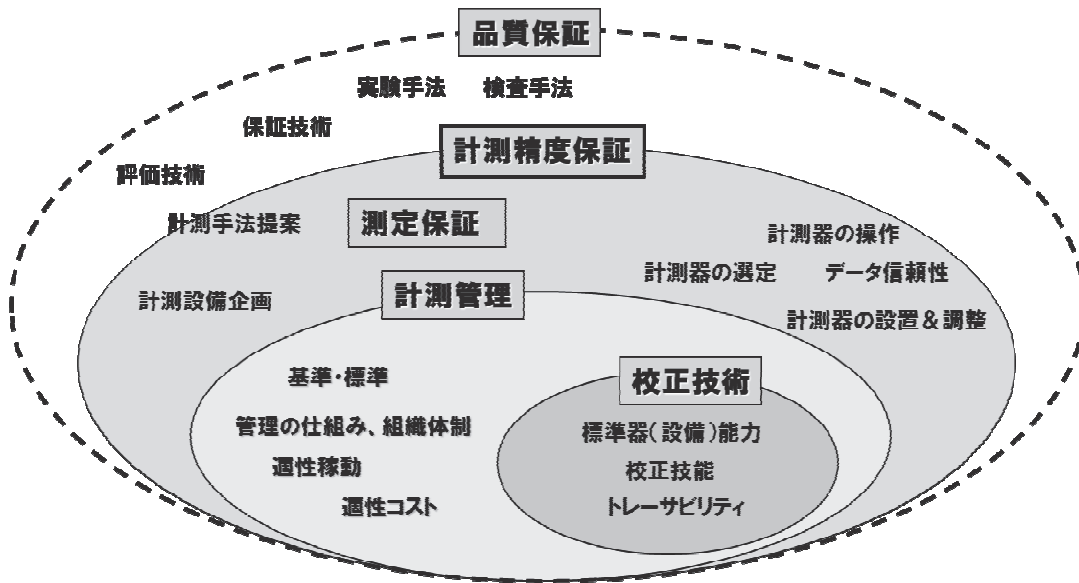 品質保証
実験手法 検査手法
保証技術
計測精度保証
評価技術
計測手法提案
測定保証
計測器の操作
計測器の選定 データ信頼性
計測管理
計測設備企画
計測器の設置&調整
基準・標準
校正技術
管理の仕組み、組織体制
標準器(設備)能力
適性稼動
校正技能
適性コスト
トレーサビリティ